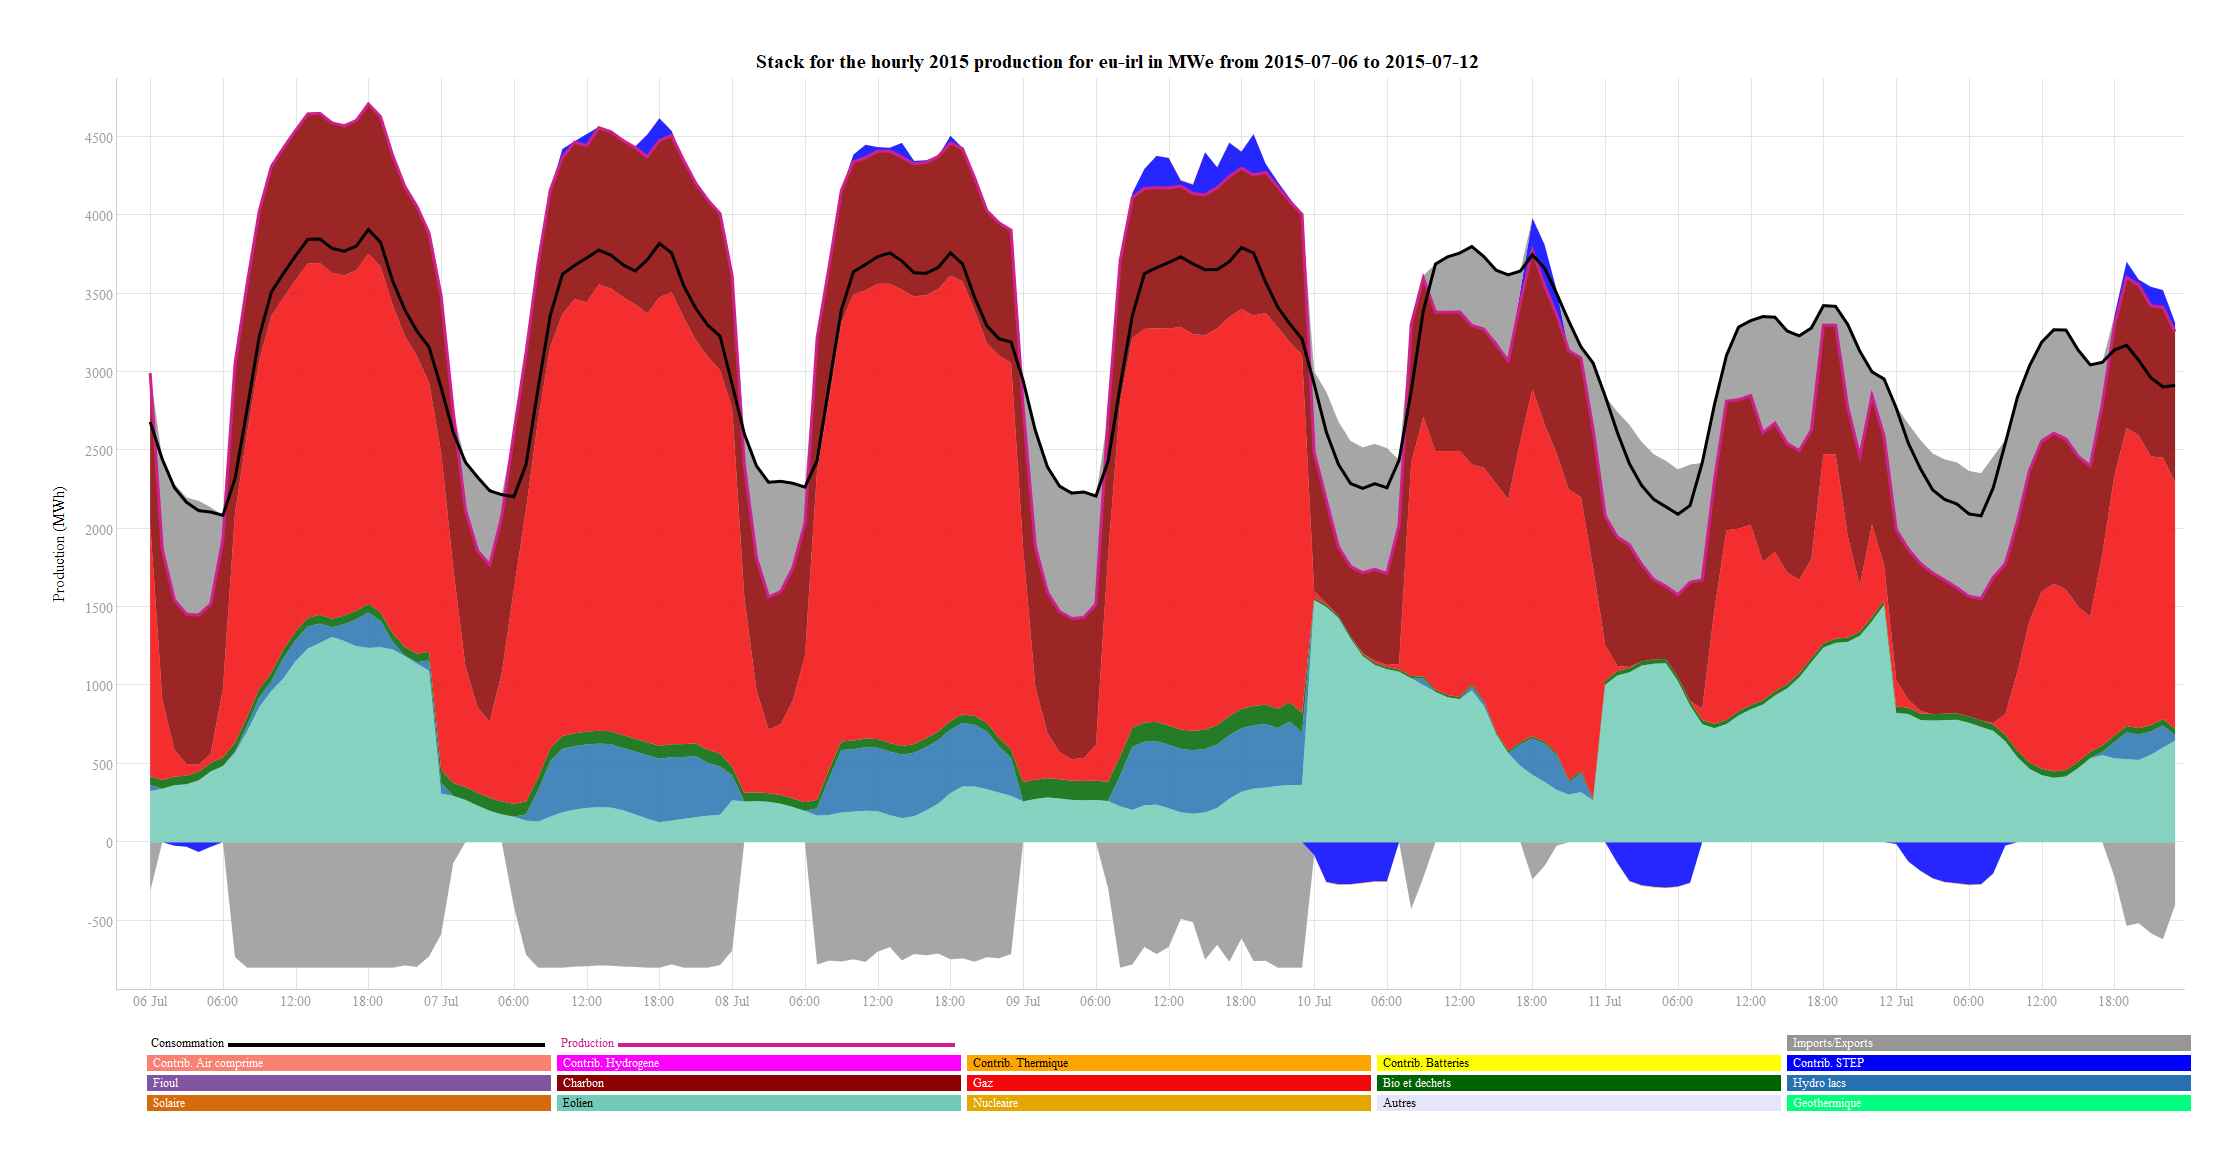 Stack for the hourly 2015 production for eu-irl in MWe from 2015-07-06 to 2015-07-12
Production (MWh)
4500
4000
3500
3000
2500
2000
1500
1000
500
0
-500
06 Jul 06:00 12:00 18:00 07 Jul 06:00 12:00 18:00 08 Jul 06:00 12:00 18:00 09 Jul 06:00 12:00 18:00 10 Jul 06:00 12:00 18:00 11 Jul 06:00 12:00 18:00 12 Jul 06:00 12:00 18:00
Consommation Production Imports/Exports
Contrib. Air comprime Contrib. Hydrogene Contrib. Thermique Contrib. Batteries Contrib. STEP
Fioul Charbon Gaz Bio et dechets Hydro lacs
Solaire Eolien Nucleaire Autres Geothermique